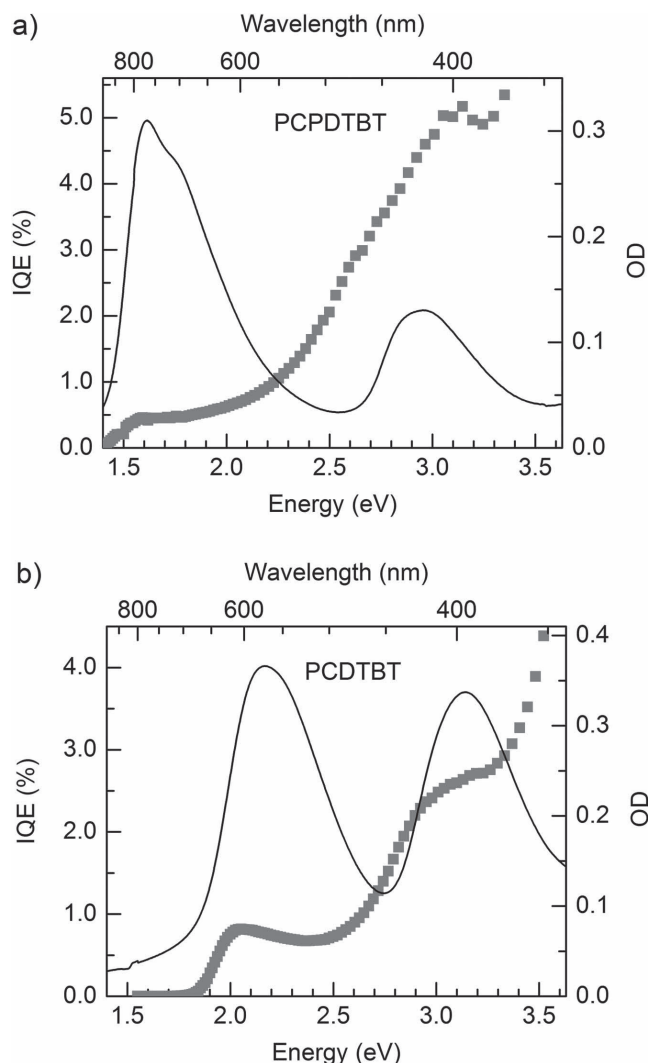 a)
Wavelength (nm)
800 600 400
PCPDTBT
5.0
4.0
3.0
2.0
1.0
0.0
IQE (%)
0.3
0.2
0.1
0.0
OD
1.5 2.0 2.5 3.0 3.5
Energy (eV)
b)
Wavelength (nm)
800 600 400
PCDTBT
4.0
3.0
2.0
1.0
0.0
IQE (%)
0.4
0.3
0.2
0.1
0.0
OD
1.5 2.0 2.5 3.0 3.5
Energy (eV)